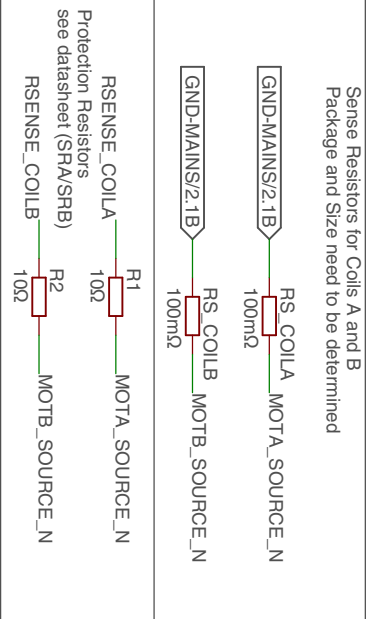 Sense Resistors for Coils A and B
Package and Size need to be determined
GND-MAINS/2.1B
RS_COILA
100mΩ
MOTA_SOURCE_N
GND-MAINS/2.1B
RS_COILB
100mΩ
MOTB_SOURCE_N
Protection Resistors
see datasheet (SRA/SRB)
RSENSE_COILA
R1
10Ω
MOTA_SOURCE_N
RSENSE_COILB
R2
10Ω
MOTB_SOURCE_N